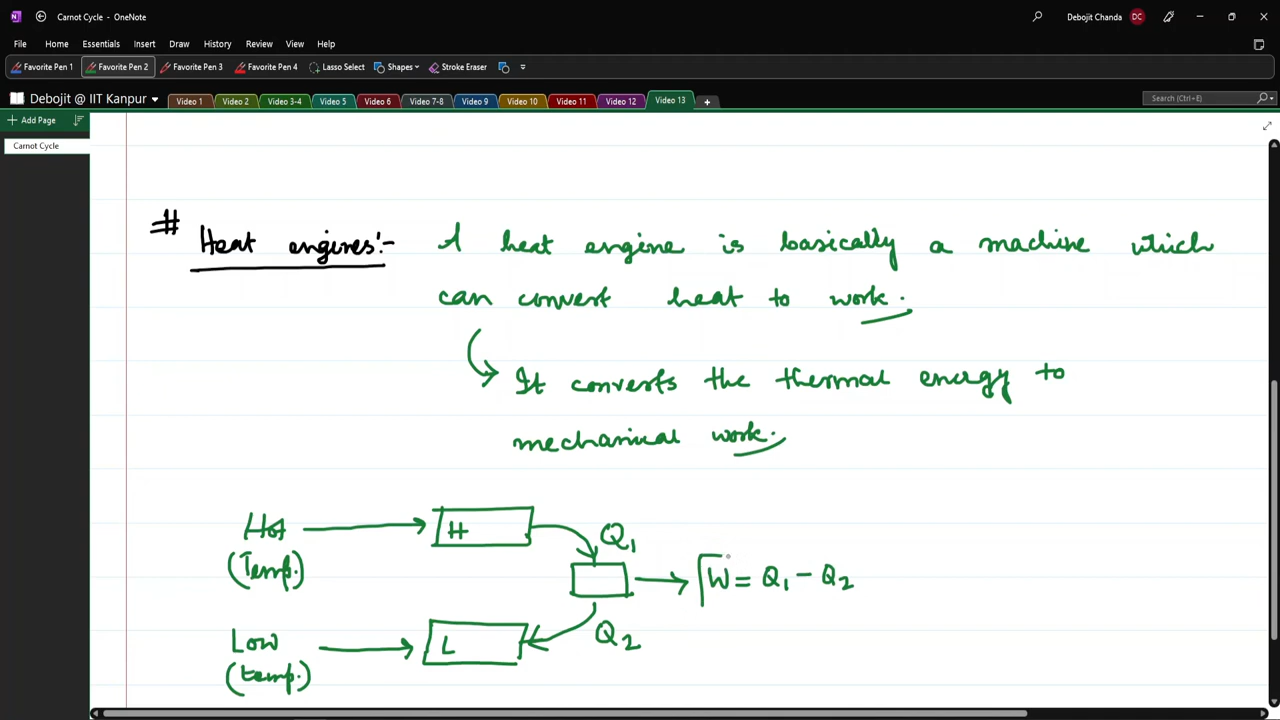 Carnot Cycle - OneNote
Debojit Chanda DC
File Home Essentials Insert Draw History Review View Help
Favorite Pen 1 Favorite Pen 2 Favorite Pen 3 Favorite Pen 4 Lasso Select Shapes Stroke Eraser
Debojit @ IIT Kanpur Video 1 Video 2 Video 3-4 Video 5 Video 6 Video 7-8 Video 9 Video 10 Video 11 Video 12 Video 13 Search (Ctrl+E)
Add Page
Carnot Cycle
# Heat engines:- A heat engine is basically a machine which
can convert heat to work.
It converts the thermal energy to
mechanical work.
Hot H Q₁
(Temp.) W = Q₁ - Q₂
Low L Q₂
(temp.)